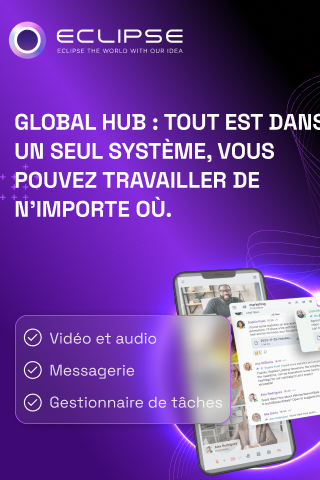 ECLIPSE
ECLIPSE THE WORLD WITH OUR IDEA
GLOBAL HUB : TOUT EST DANS
UN SEUL SYSTÈME, VOUS
POUVEZ TRAVAILLER DE
N'IMPORTE OÙ.
Vidéo et audio
Messagerie
Gestionnaire de tâches